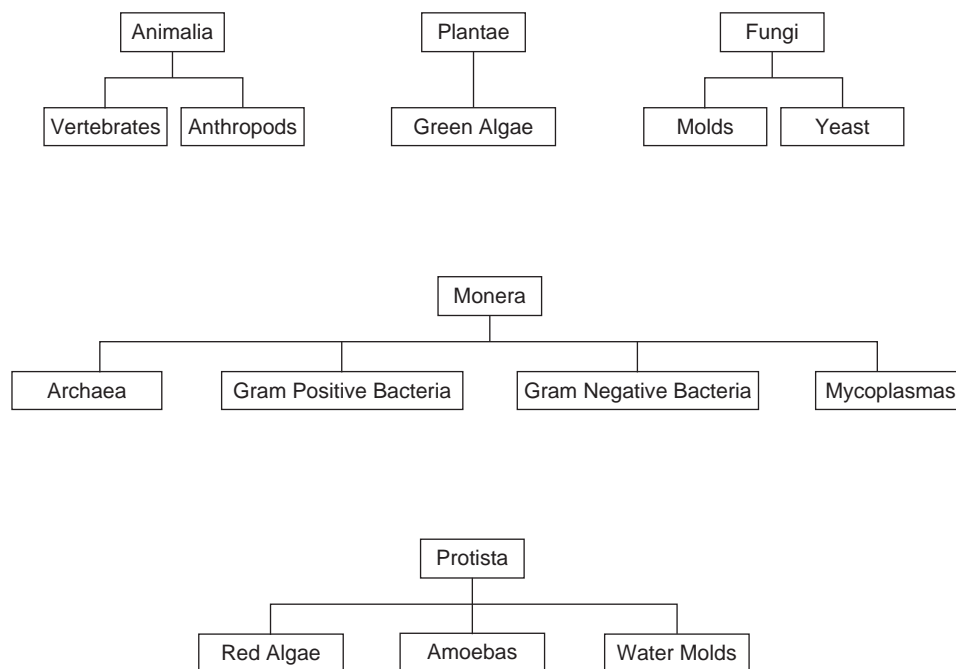 Animalia
Plantae
Fungi
Vertebrates
Anthropods
Green Algae
Molds
Yeast
Monera
Archaea
Gram Positive Bacteria
Gram Negative Bacteria
Mycoplasmas
Protista
Red Algae
Amoebas
Water Molds